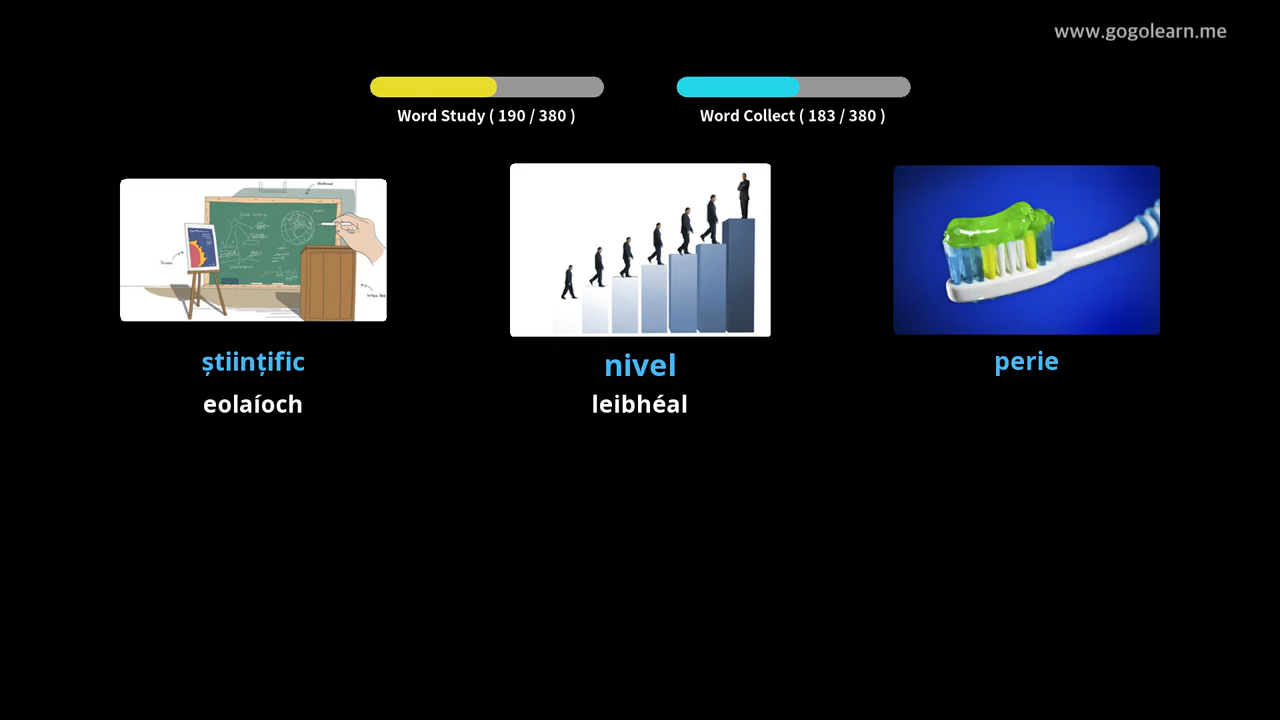 www.gogolearn.me
Word Study ( 190 / 380 )
Word Collect ( 183 / 380 )
științific
nivel
perie
eolaíoch
leibhéal